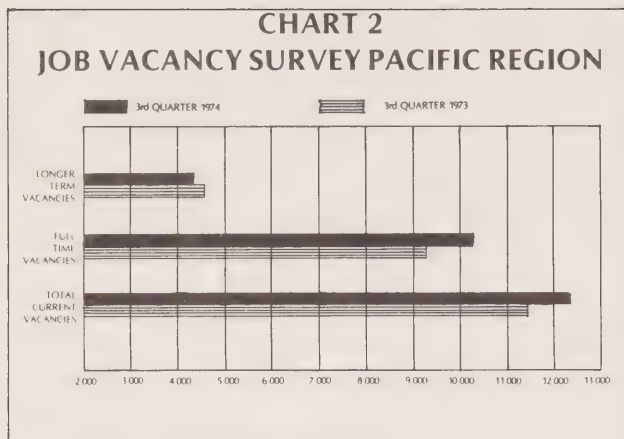 CHART 2
JOB VACANCY SURVEY PACIFIC REGION
3rd QUARTER 1974 3rd QUARTER 1973
LONGER
TERM
VACANCIES
FULL
TIME
VACANCIES
TOTAL
CURRENT
VACANCIES
2 000 3 000 4 000 5 000 6 000 7 000 8 000 9 000 10 000 11 000 12 000 13 000